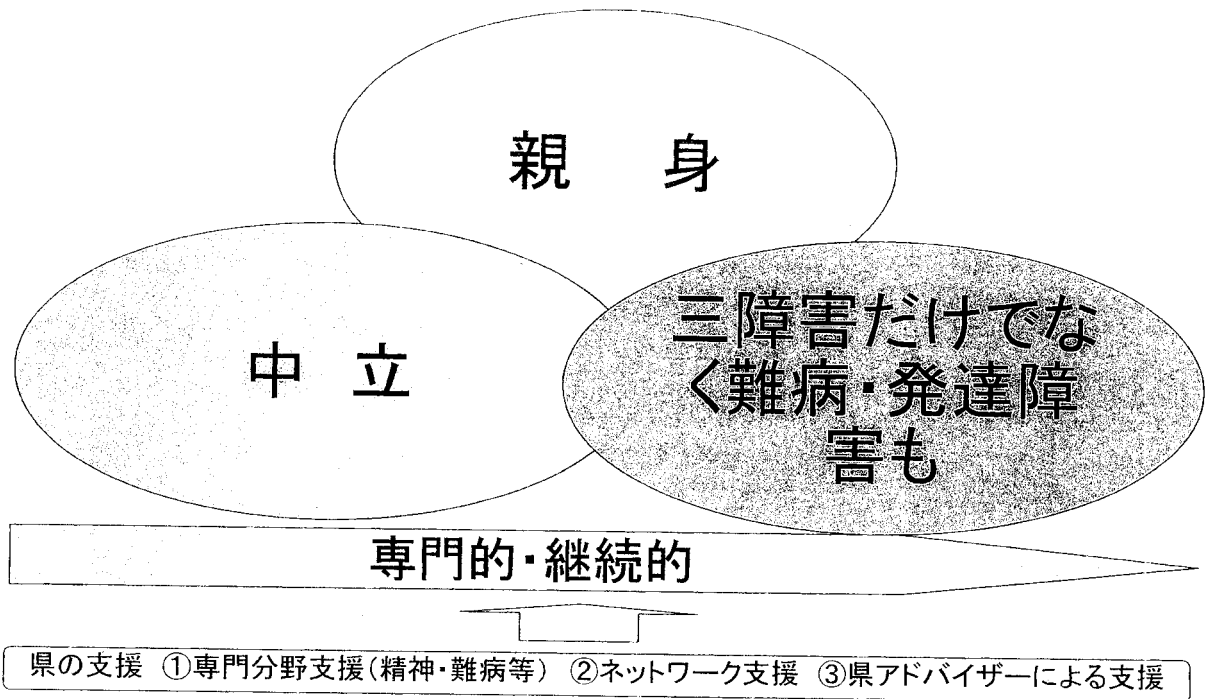 親　身
中 立
三障害だけでな
く難病・発達障
害も
専門的・継続的
県の支援 ①専門分野支援(精神・難病等) ②ネットワーク支援 ③県アドバイザーによる支援